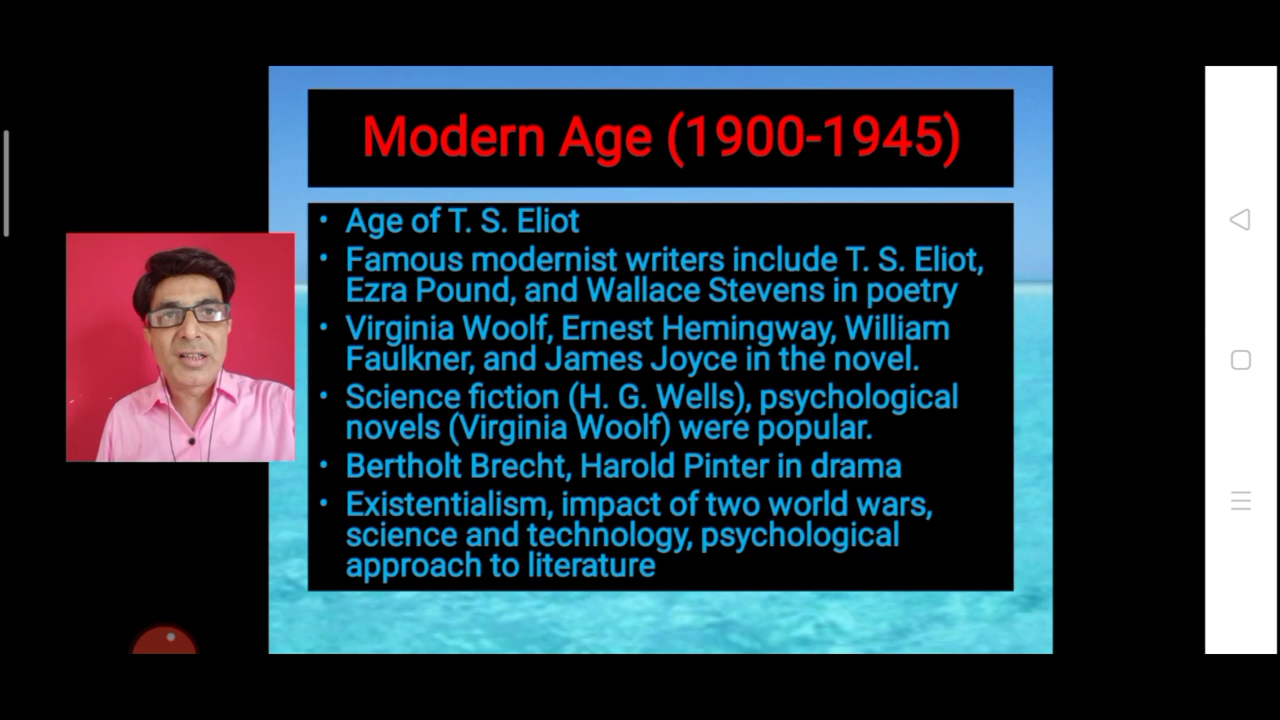 Modern Age (1900-1945)
• Age of T. S. Eliot
• Famous modernist writers include T. S. Eliot,
Ezra Pound, and Wallace Stevens in poetry
• Virginia Woolf, Ernest Hemingway, William
Faulkner, and James Joyce in the novel.
• Science fiction (H. G. Wells), psychological
novels (Virginia Woolf) were popular.
• Bertholt Brecht, Harold Pinter in drama
• Existentialism, impact of two world wars,
science and technology, psychological
approach to literature